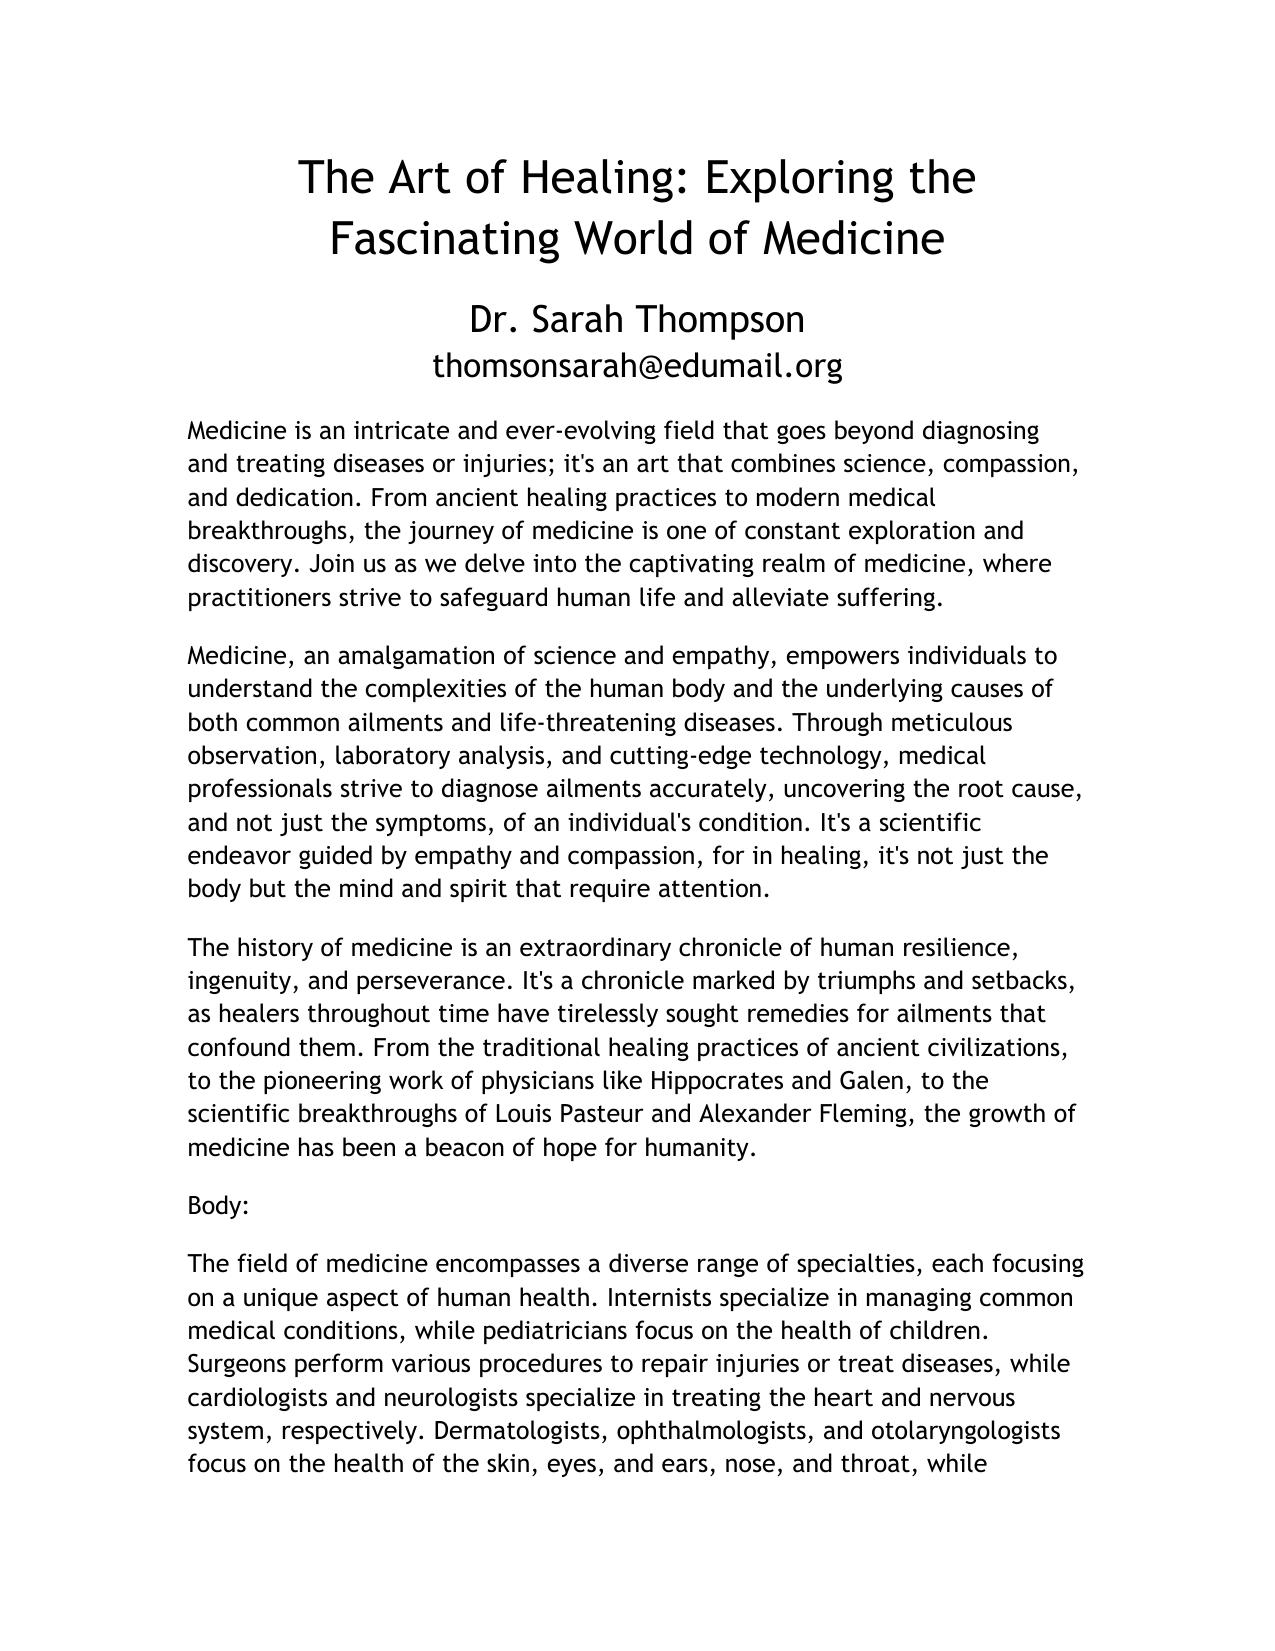 The Art of Healing: Exploring the
Fascinating World of Medicine
Dr. Sarah Thompson
thomsonsarah@edumail.org
Medicine is an intricate and ever-evolving field that goes beyond diagnosing
and treating diseases or injuries; it's an art that combines science, compassion,
and dedication. From ancient healing practices to modern medical
breakthroughs, the journey of medicine is one of constant exploration and
discovery. Join us as we delve into the captivating realm of medicine, where
practitioners strive to safeguard human life and alleviate suffering.
Medicine, an amalgamation of science and empathy, empowers individuals to
understand the complexities of the human body and the underlying causes of
both common ailments and life-threatening diseases. Through meticulous
observation, laboratory analysis, and cutting-edge technology, medical
professionals strive to diagnose ailments accurately, uncovering the root cause,
and not just the symptoms, of an individual's condition. It's a scientific
endeavor guided by empathy and compassion, for in healing, it's not just the
body but the mind and spirit that require attention.
The history of medicine is an extraordinary chronicle of human resilience,
ingenuity, and perseverance. It's a chronicle marked by triumphs and setbacks,
as healers throughout time have tirelessly sought remedies for ailments that
confound them. From the traditional healing practices of ancient civilizations,
to the pioneering work of physicians like Hippocrates and Galen, to the
scientific breakthroughs of Louis Pasteur and Alexander Fleming, the growth of
medicine has been a beacon of hope for humanity.
Body:
The field of medicine encompasses a diverse range of specialties, each focusing
on a unique aspect of human health. Internists specialize in managing common
medical conditions, while pediatricians focus on the health of children.
Surgeons perform various procedures to repair injuries or treat diseases, while
cardiologists and neurologists specialize in treating the heart and nervous
system, respectively. Dermatologists, ophthalmologists, and otolaryngologists
focus on the health of the skin, eyes, and ears, nose, and throat, while